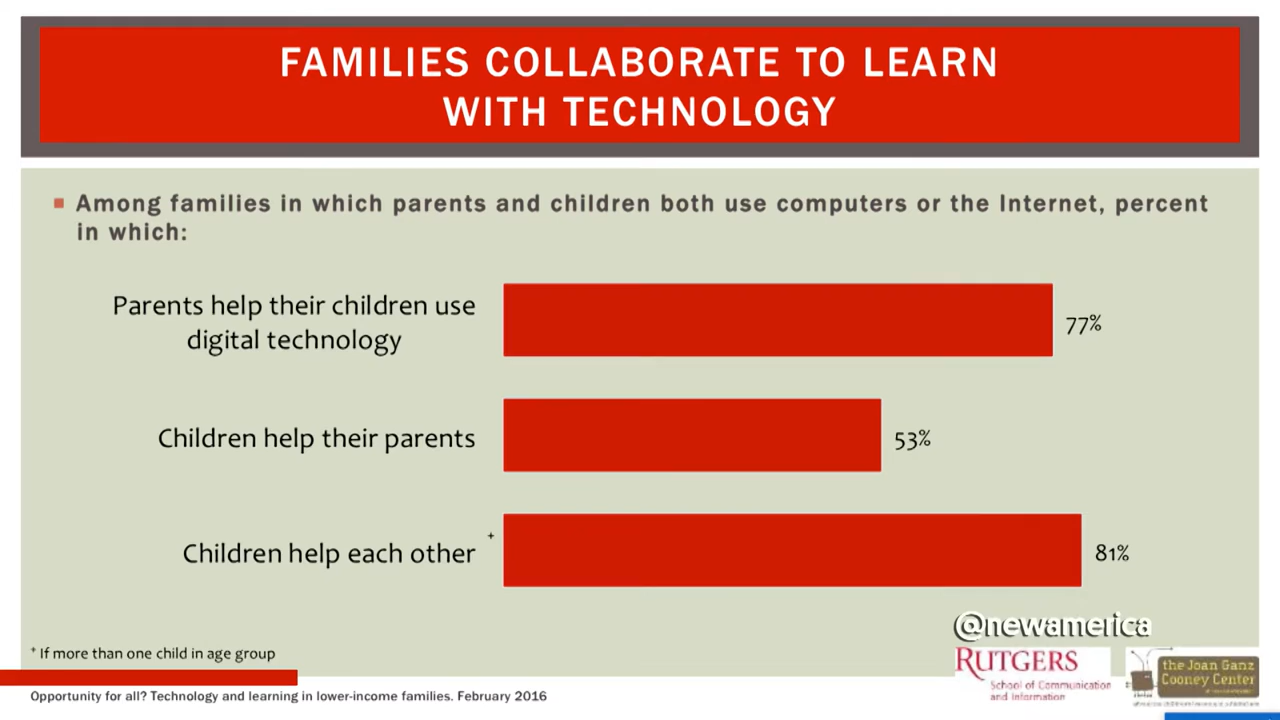 FAMILIES COLLABORATE TO LEARN
WITH TECHNOLOGY
▪ Among families in which parents and children both use computers or the Internet, percent
in which:
Parents help their children use
digital technology
77%
Children help their parents
53%
Children help each other +
81%
@newamerica
+ If more than one child in age group
RUTGERS
School of Communication
and Information
the Joan Ganz
Cooney Center
Opportunity for all? Technology and learning in lower-income families. February 2016